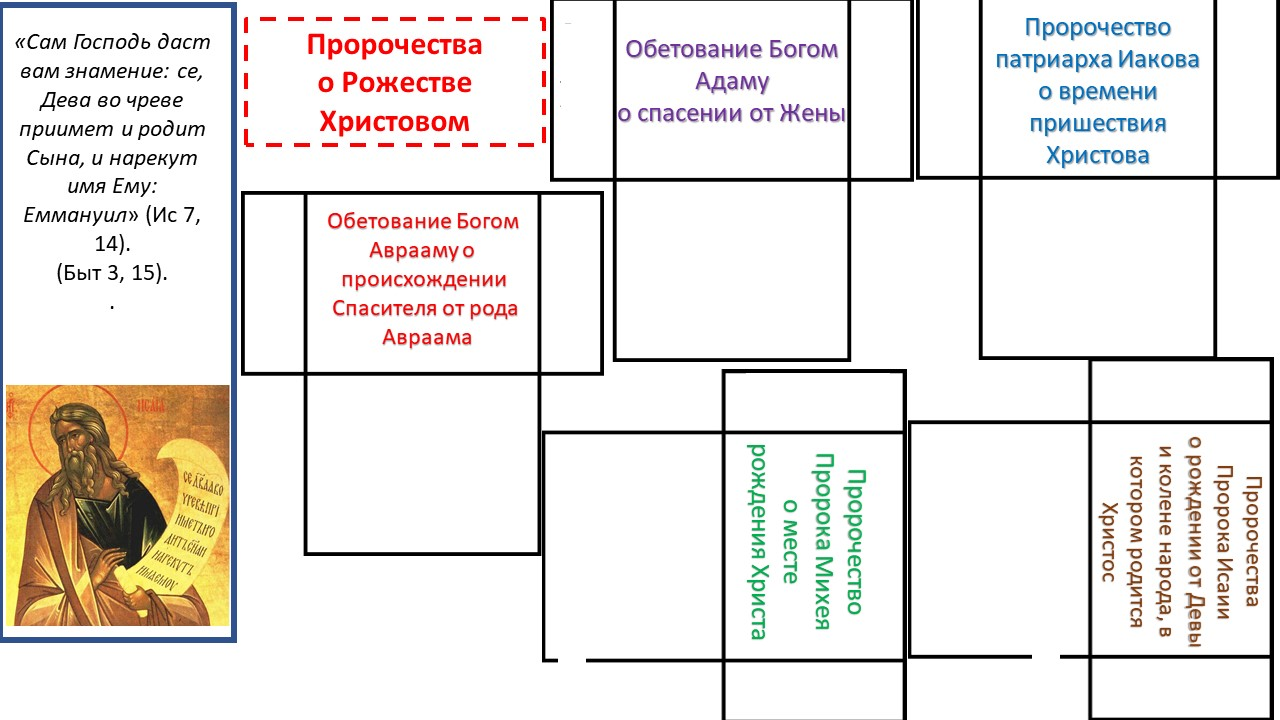 «Сам Господь даст
вам знамение: се,
Дева во чреве
приимет и родит
Сына, и нарекут
имя Ему:
Еммануил» (Ис 7,
14).
(Быт 3, 15).
.
Пророчества
о Рожестве
Христовом
Обетование Богом
Адаму
о спасении от Жены
Пророчество
патриарха Иакова
о времени
пришествия
Христова
Обетование Богом
Аврааму о
происхождении
Спасителя от рода
Авраама
Пророчество
Пророка Михея
о месте
рождения Христа
Пророчества
Пророка Исаии
о рождении от Девы
и колене народа, в
котором родится
Христос